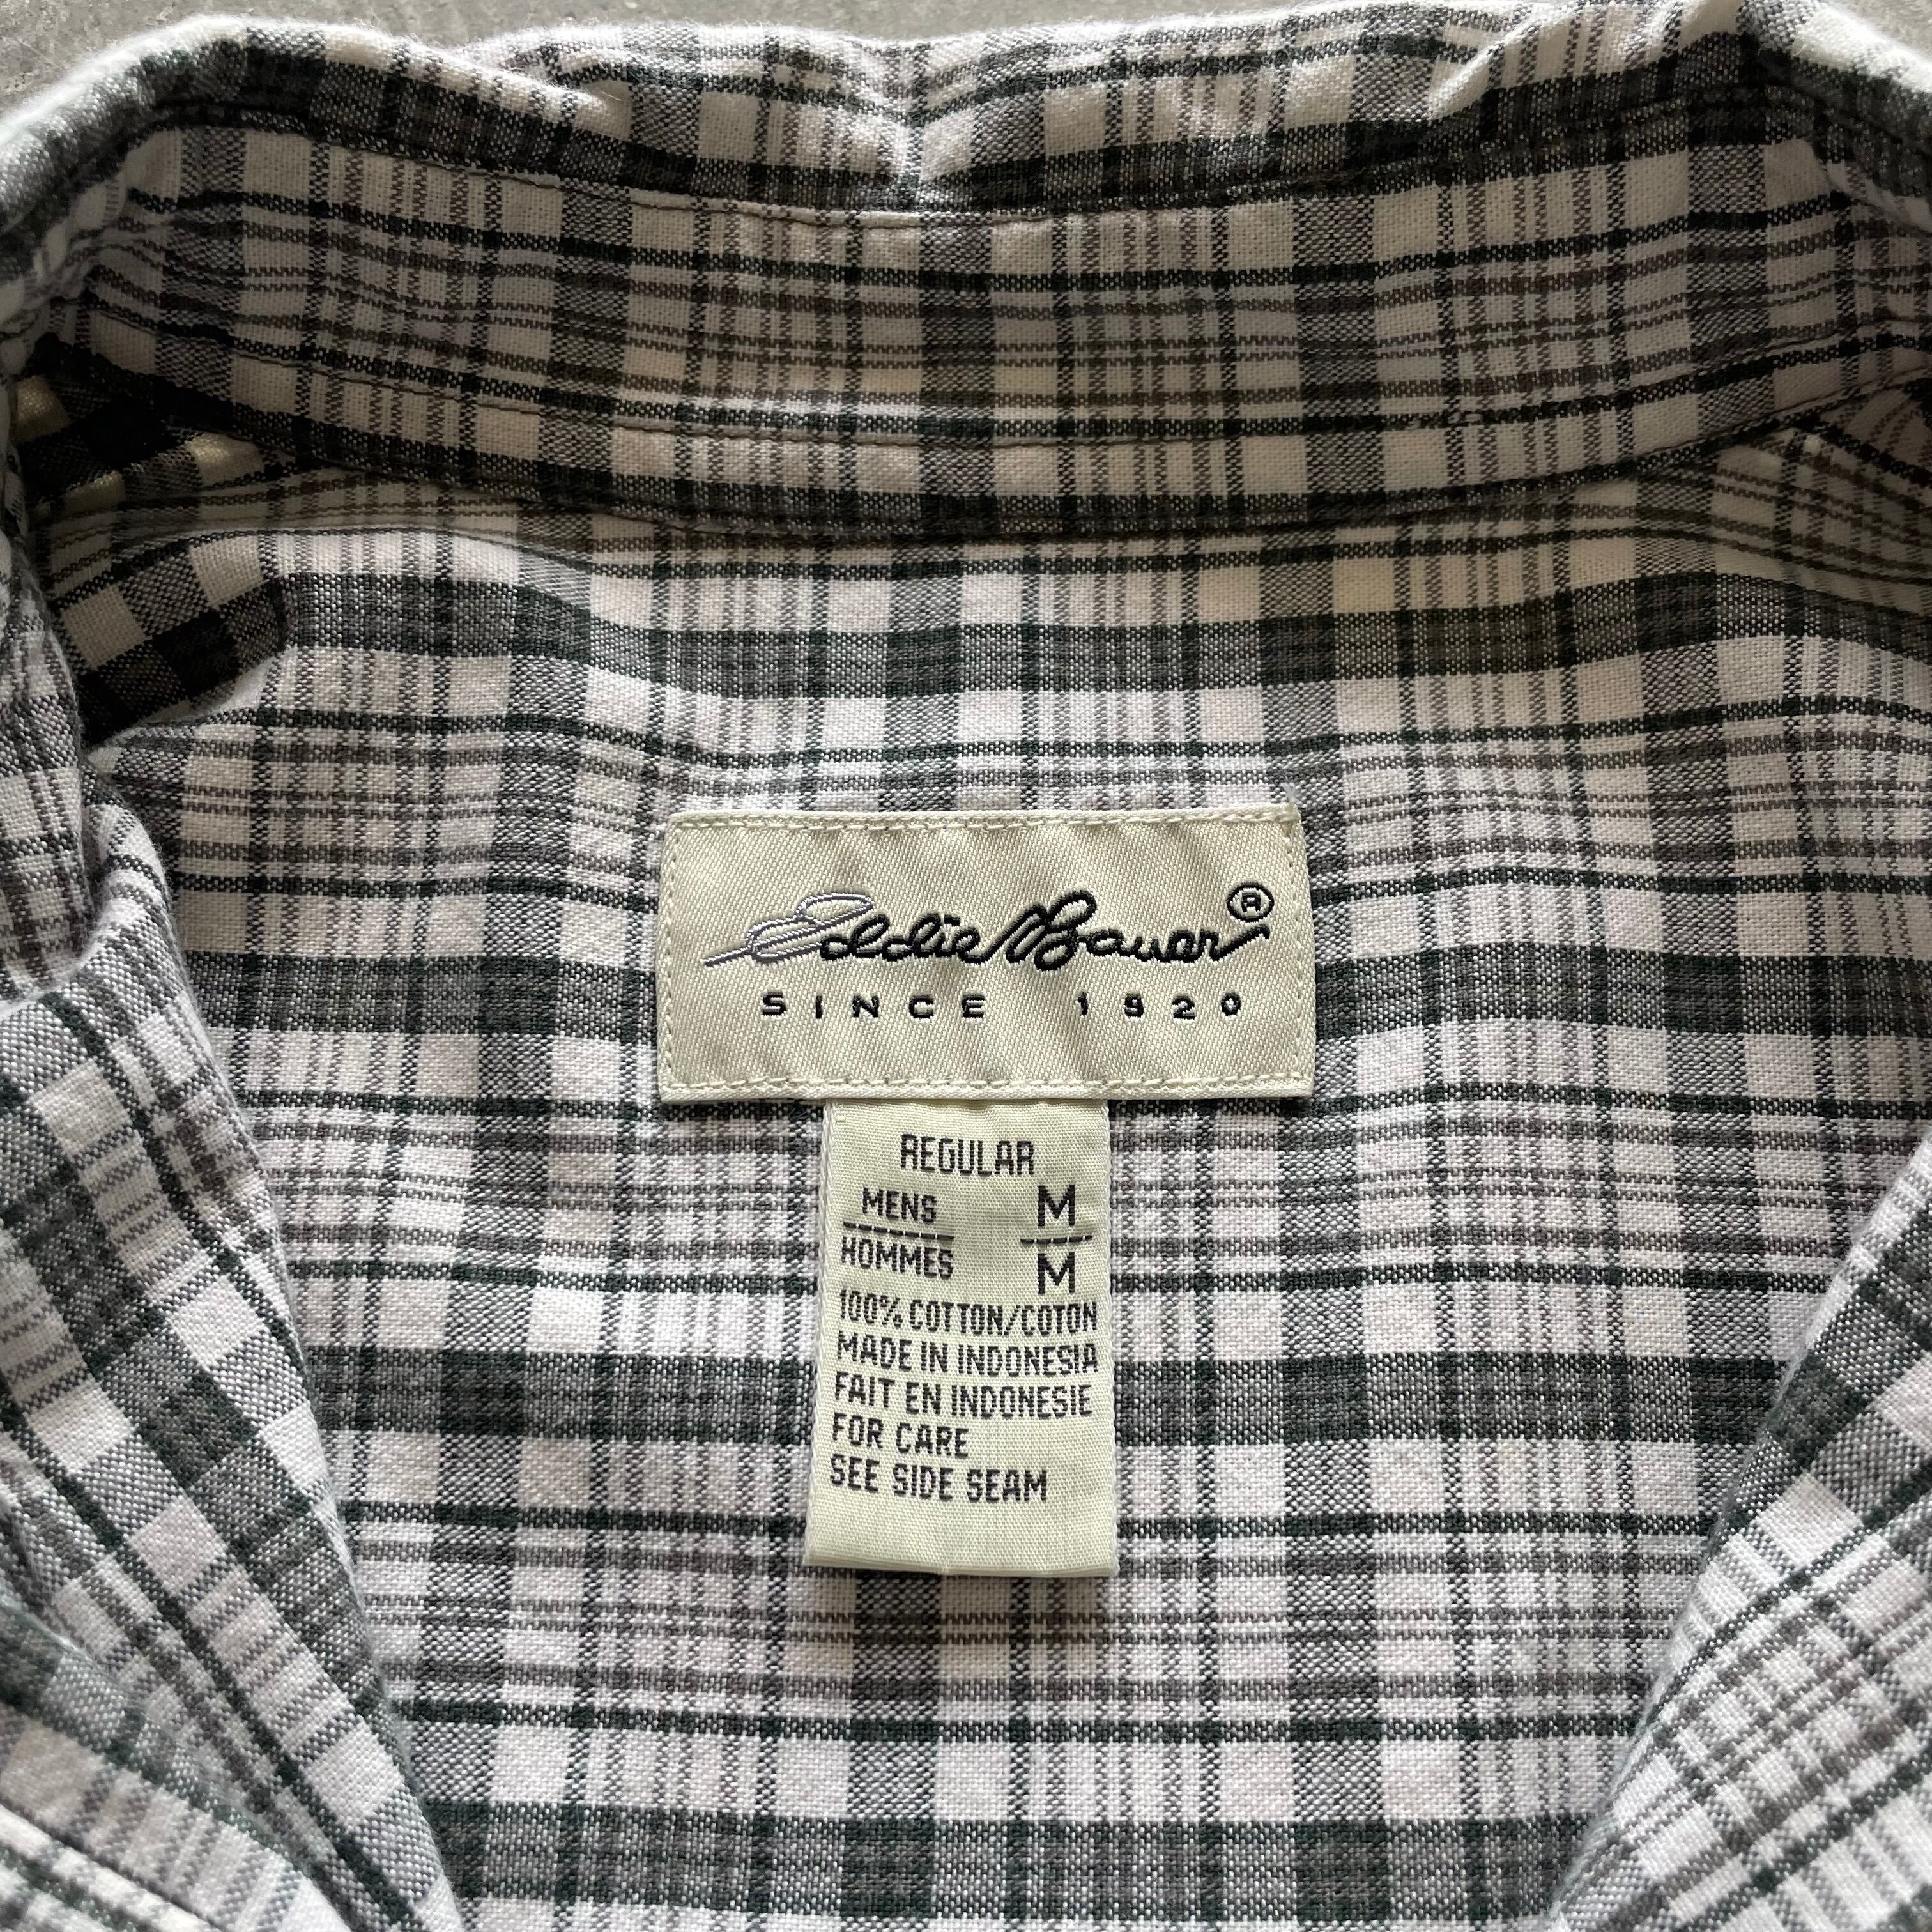 Eddie Bauer®
SINCE 1920
REGULAR
MENS M
HOMMES M
100% COTTON/COTON
MADE IN INDONESIA
FAIT EN INDONESIE
FOR CARE
SEE SIDE SEAM